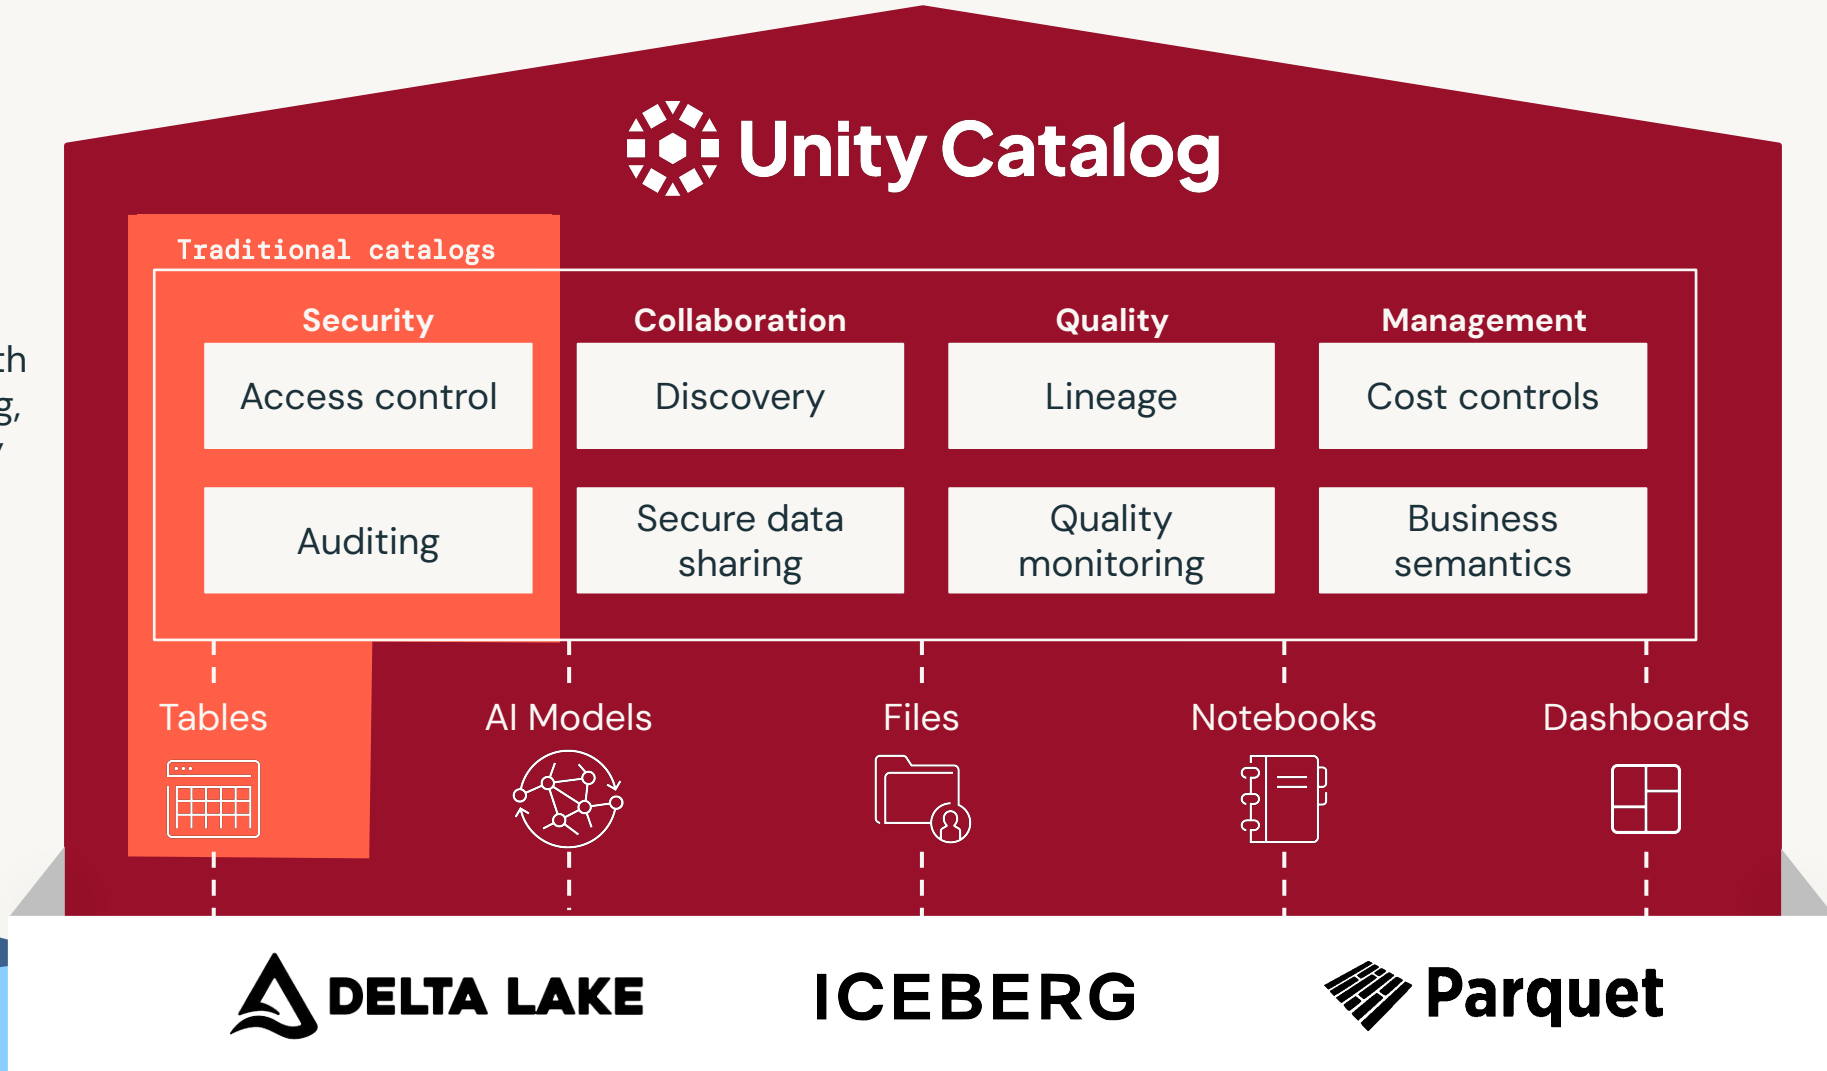 Unity Catalog
Traditional catalogs
Security
Collaboration
Quality
Management
Access control
Discovery
Lineage
Cost controls
Auditing
Secure data
sharing
Quality
monitoring
Business
semantics
Tables
AI Models
Files
Notebooks
Dashboards
DELTA LAKE
ICEBERG
Parquet